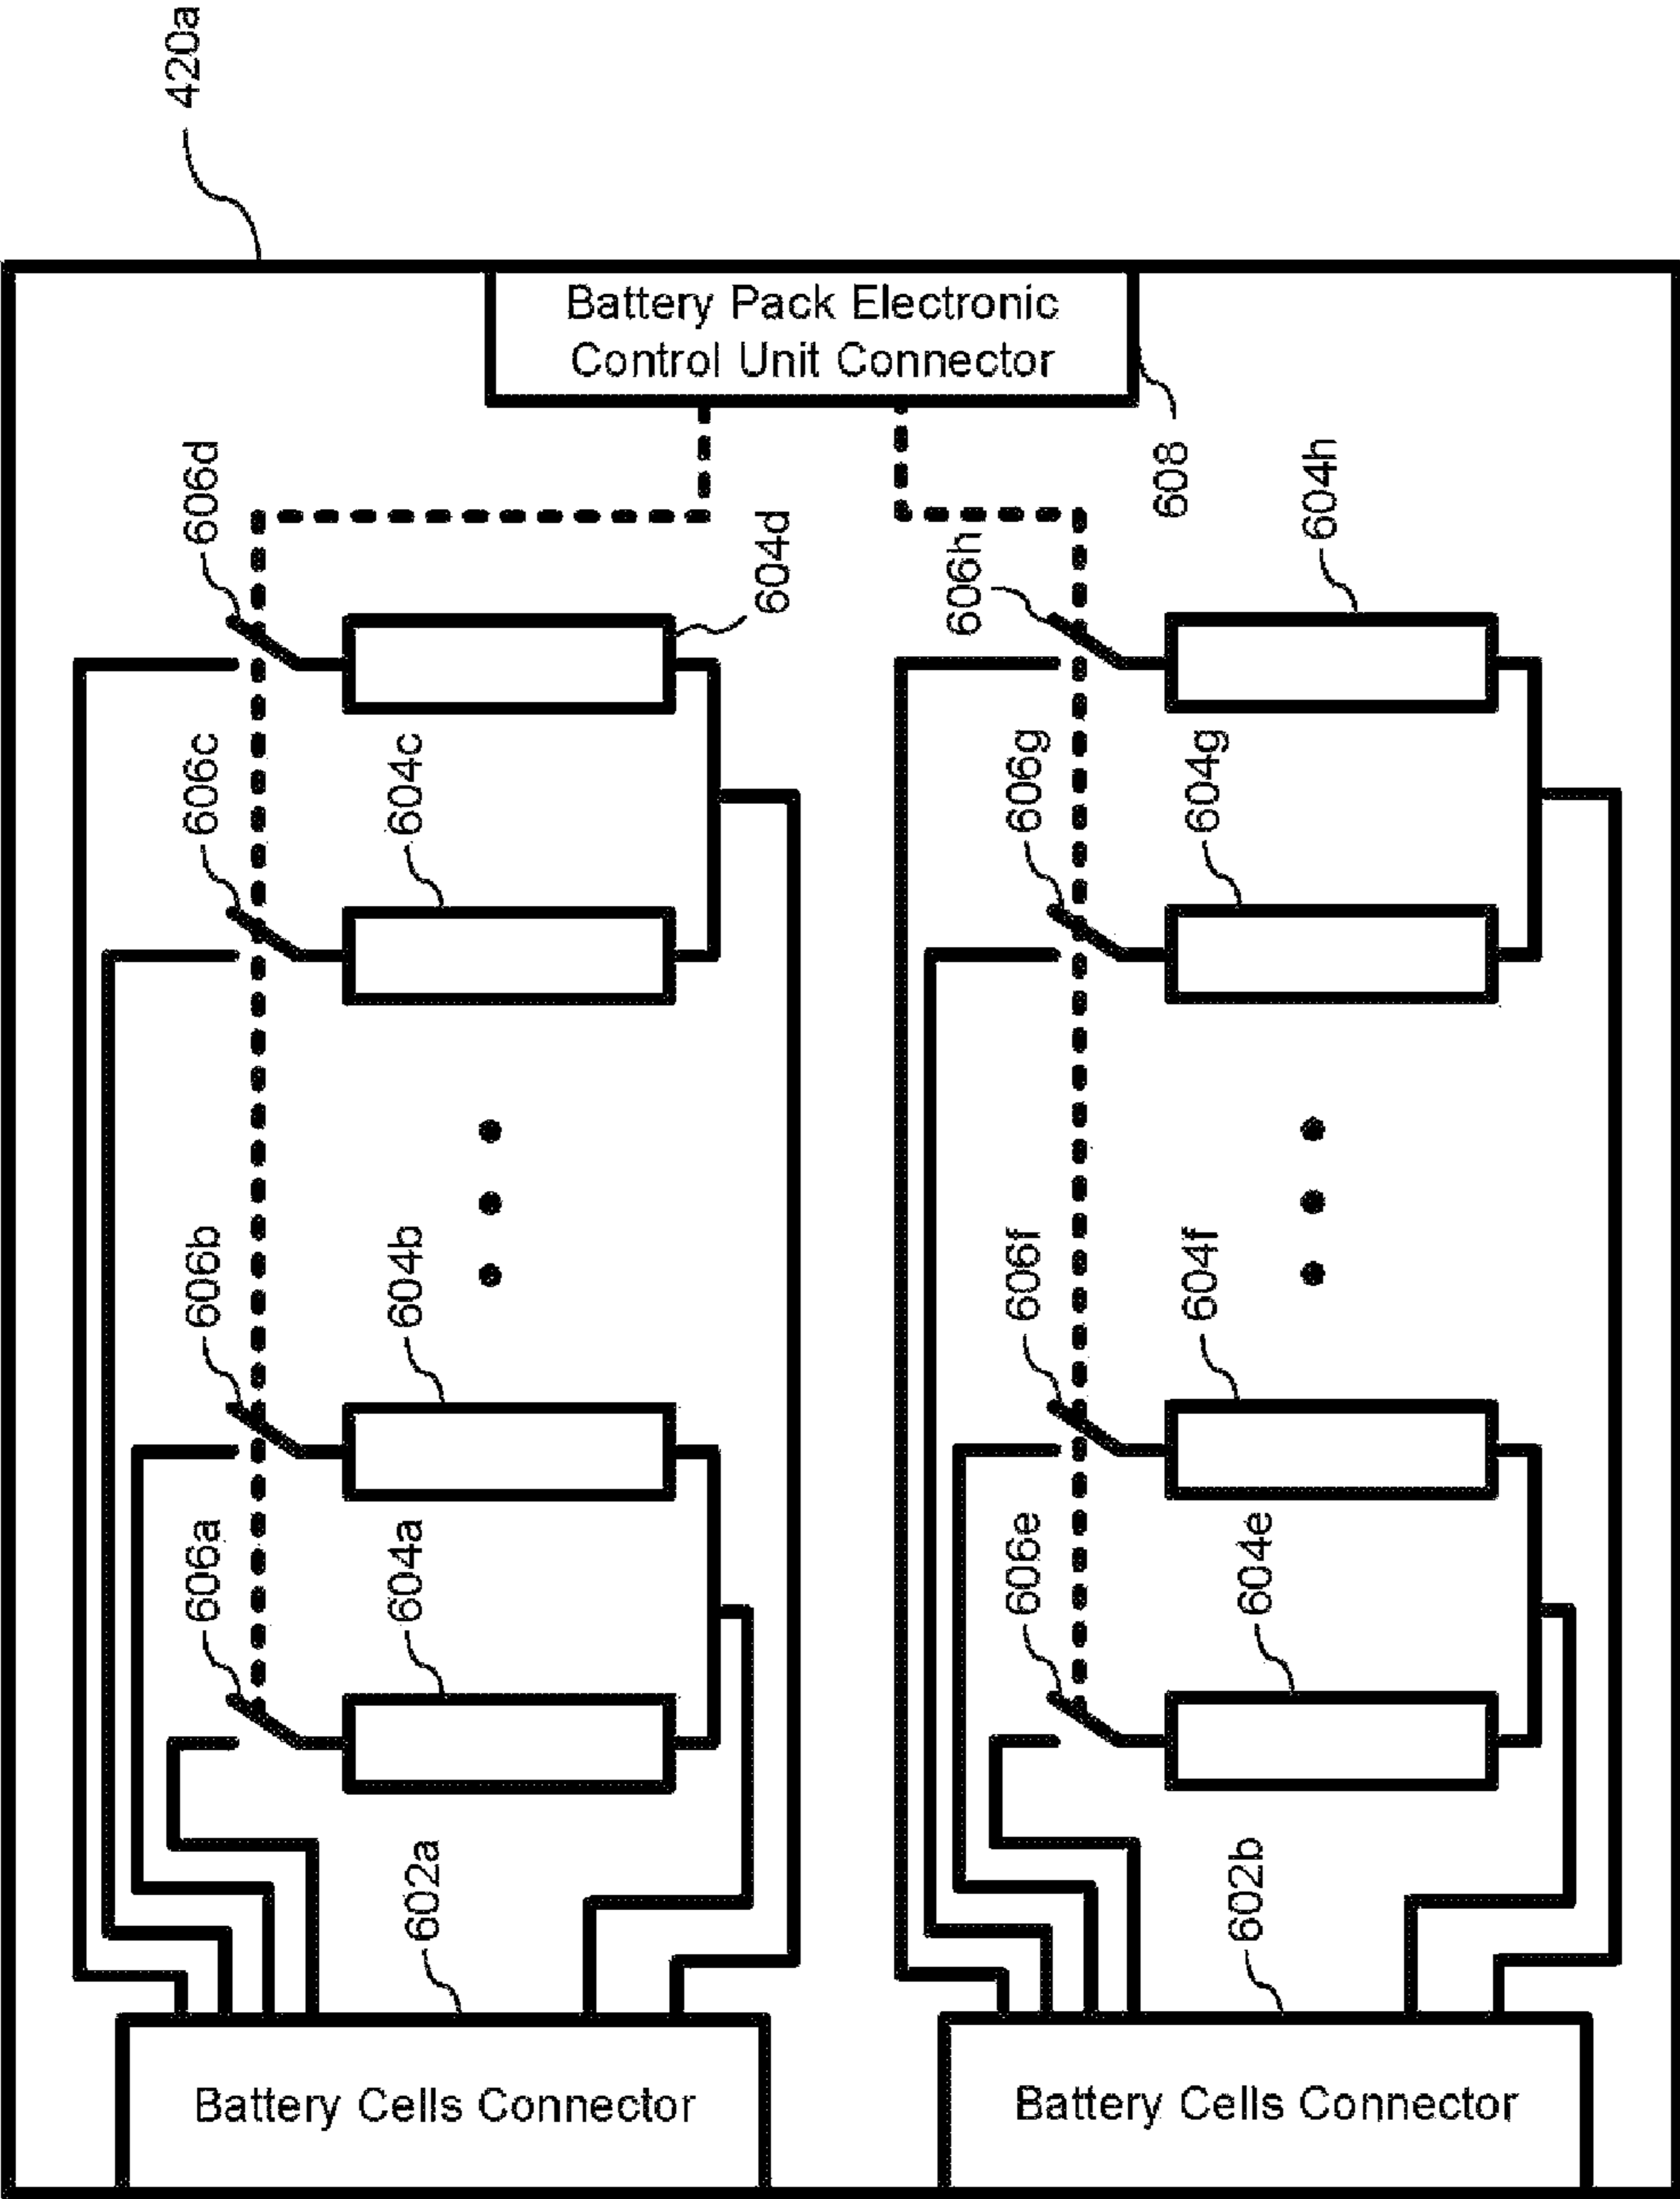 420a
Battery Pack Electronic
Control Unit Connector
608
606d
604d
606h
604h
606c
604c
606g
604g
606b
604b
606f
604f
606a
604a
606e
604e
602a
602b
Battery Cells Connector
Battery Cells Connector